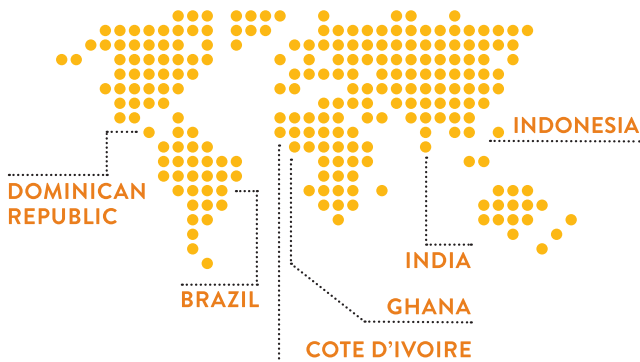 INDONESIA
DOMINICAN
REPUBLIC
INDIA
BRAZIL
GHANA
COTE D'IVOIRE